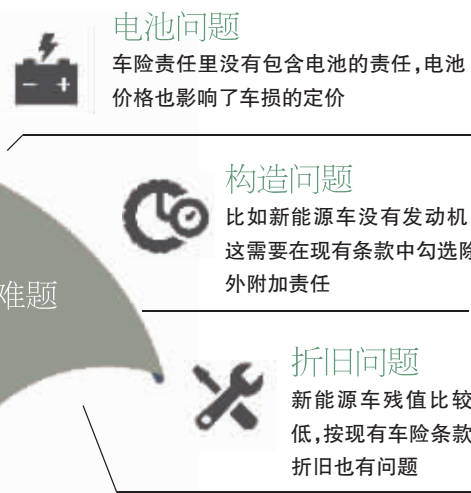 电池问题
车险责任里没有包含电池的责任,电池
价格也影响了车损的定价
构造问题
比如新能源车没有发动机
这需要在现有条款中勾选除
外附加责任
难题
折旧问题
新能源车残值比较
低,按现有车险条款
折旧也有问题